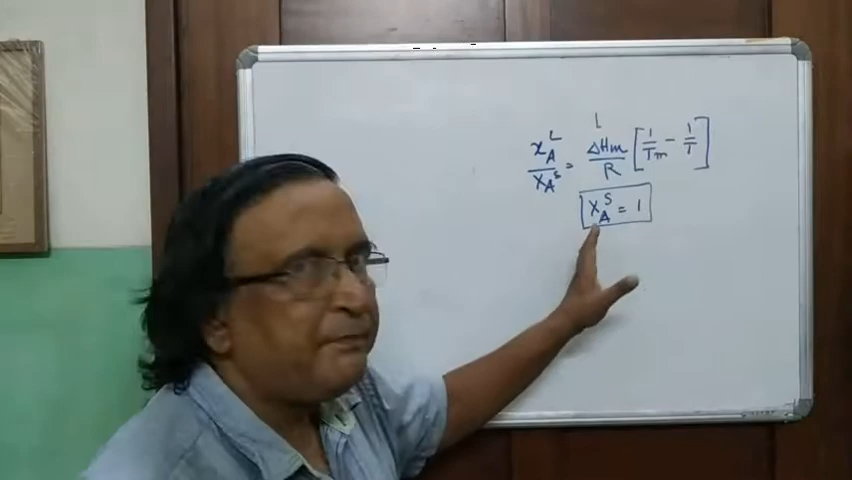 x_A^L / x_A^S = ΔHm / R [ 1/Tm - 1/T ]
x_A^S = 1